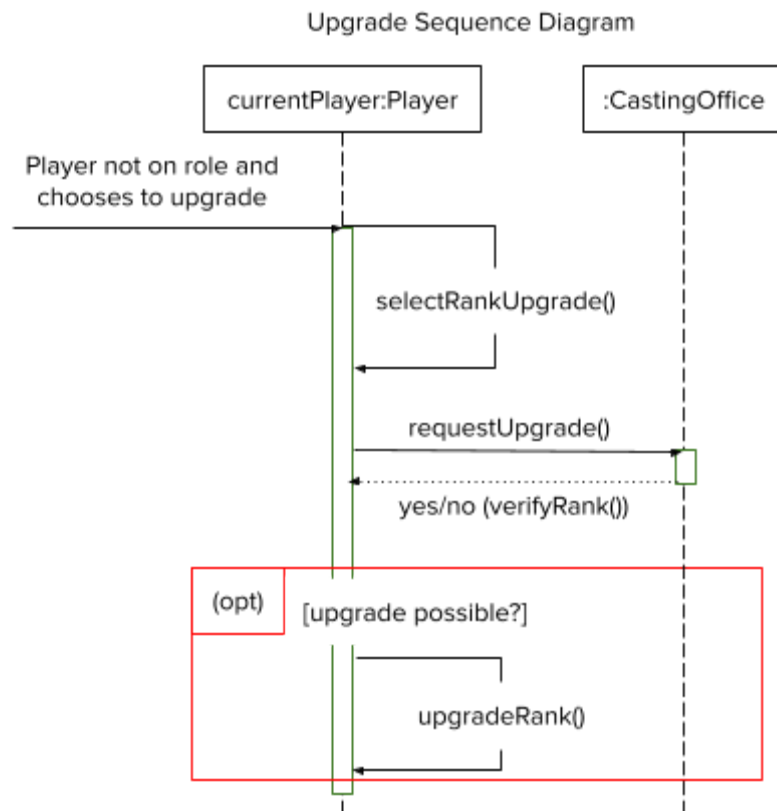 Upgrade Sequence Diagram
currentPlayer:Player
:CastingOffice
Player not on role and
chooses to upgrade
selectRankUpgrade()
requestUpgrade()
yes/no (verifyRank())
(opt)
[upgrade possible?]
upgradeRank()